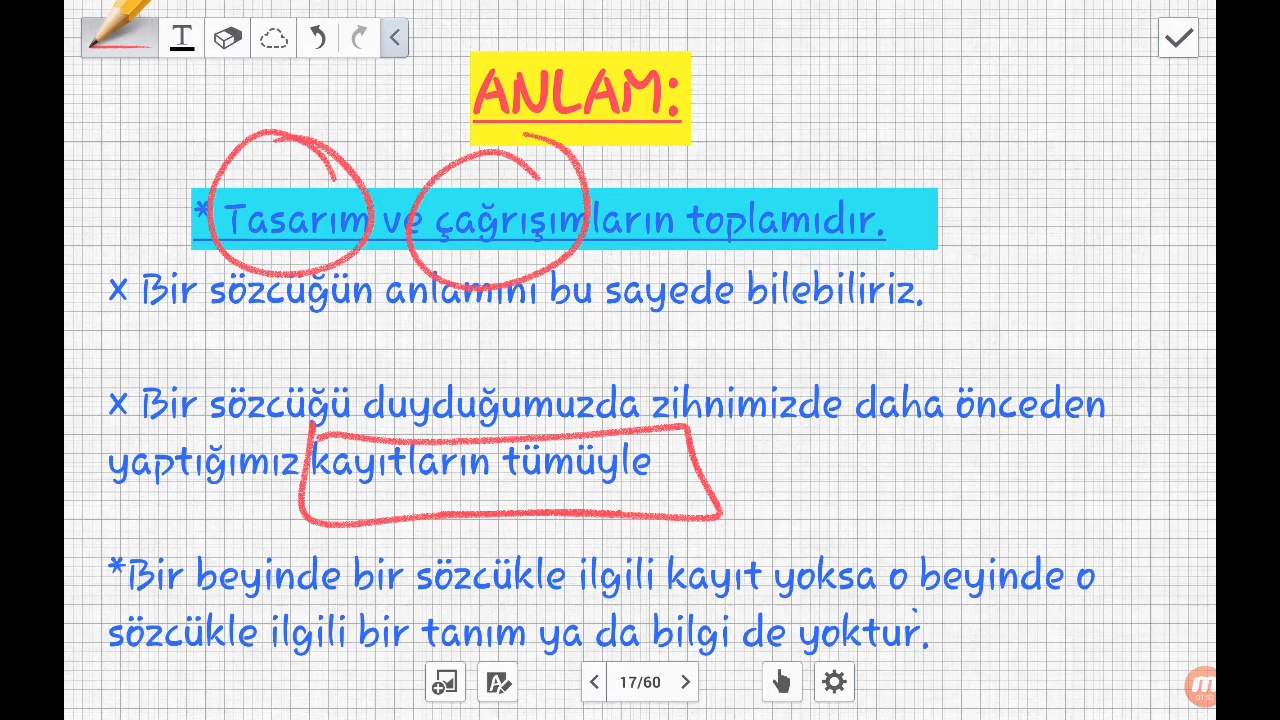 T
ANLAM:
* Tasarım ve çağrışımların toplamıdır.
x Bir sözcüğün anlamını bu sayede bilebiliriz.
x Bir sözcüğü duyduğumuzda zihnimizde daha önceden
yaptığımız kayıtların tümüyle
*Bir beyinde bir sözcükle ilgili kayıt yoksa o beyinde o
sözcükle ilgili bir tanım ya da bilgi de yoktur.
A
17/60